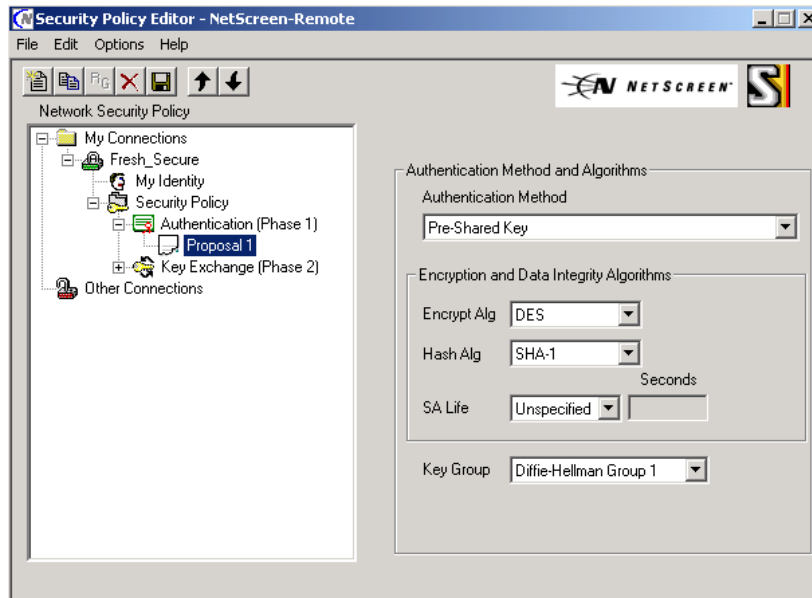 Security Policy Editor - NetScreen-Remote
File Edit Options Help
NETSCREEN
Network Security Policy
My Connections
Fresh_Secure
My Identity
Security Policy
Authentication (Phase 1)
Proposal 1
Key Exchange (Phase 2)
Other Connections
Authentication Method and Algorithms
Authentication Method
Pre-Shared Key
Encryption and Data Integrity Algorithms
Encrypt Alg DES
Hash Alg SHA-1
Seconds
SA Life Unspecified
Key Group Diffie-Hellman Group 1